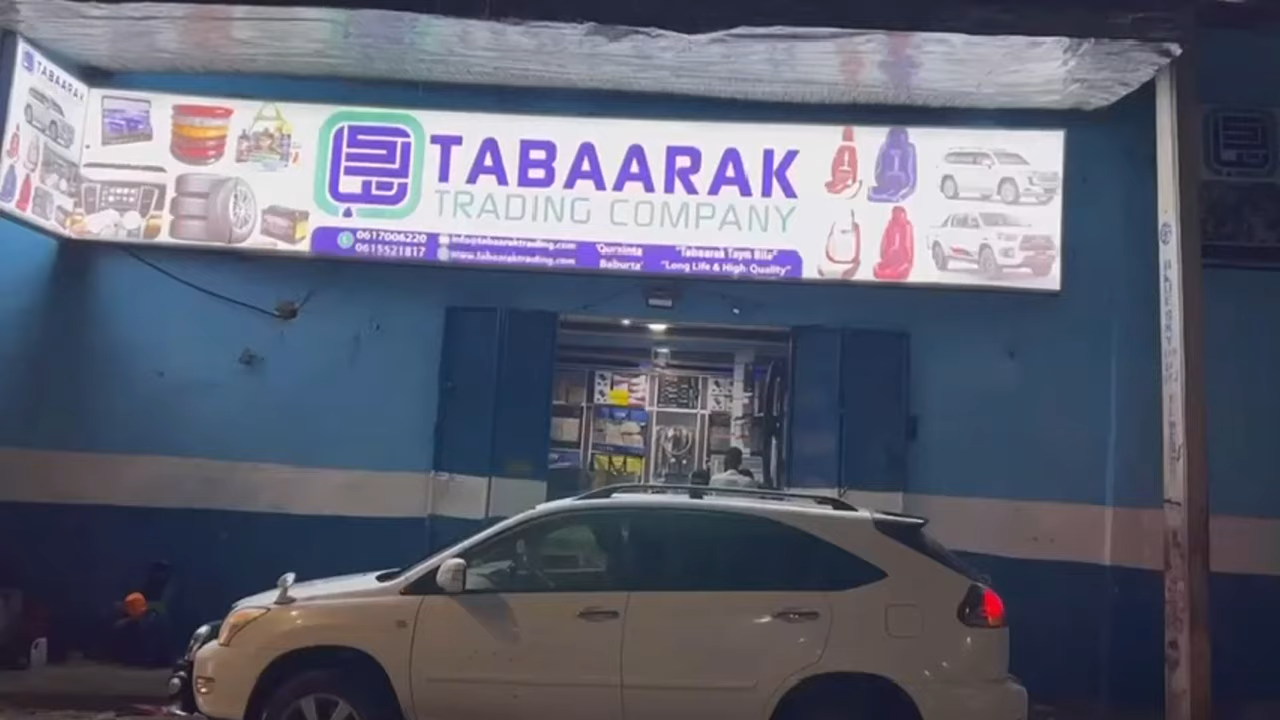 TABAARAK
TABAARAK
TRADING COMPANY
0617006220
0615521817
info@tabaaraktrading.com
www.tabaaraktrading.com
'Qurxinta
Baburta'
"Tabaarak Tayo Bila"
"Long Life & High Quality"